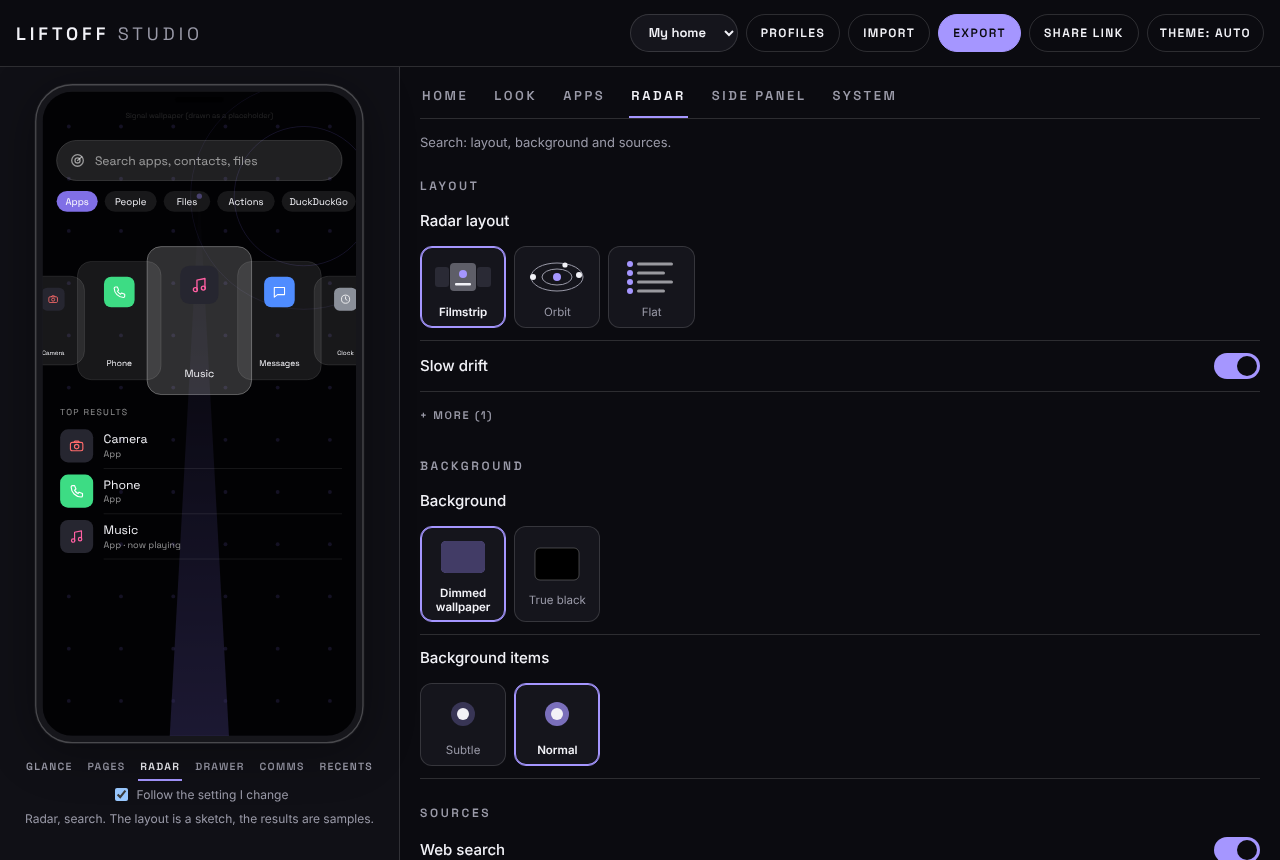 LIFTOFF STUDIO
My home
PROFILES
IMPORT
EXPORT
SHARE LINK
THEME: AUTO
Signal wallpaper (drawn as a placeholder)
Search apps, contacts, files
Apps
People
Files
Actions
DuckDuckGo
Camera
Phone
Music
Messages
Clock
TOP RESULTS
Camera
App
Phone
App
Music
App · now playing
GLANCE
PAGES
RADAR
DRAWER
COMMS
RECENTS
Follow the setting I change
Radar, search. The layout is a sketch, the results are samples.
HOME
LOOK
APPS
RADAR
SIDE PANEL
SYSTEM
Search: layout, background and sources.
LAYOUT
Radar layout
Filmstrip
Orbit
Flat
Slow drift
+ MORE (1)
BACKGROUND
Background
Dimmed
wallpaper
True black
Background items
Subtle
Normal
SOURCES
Web search